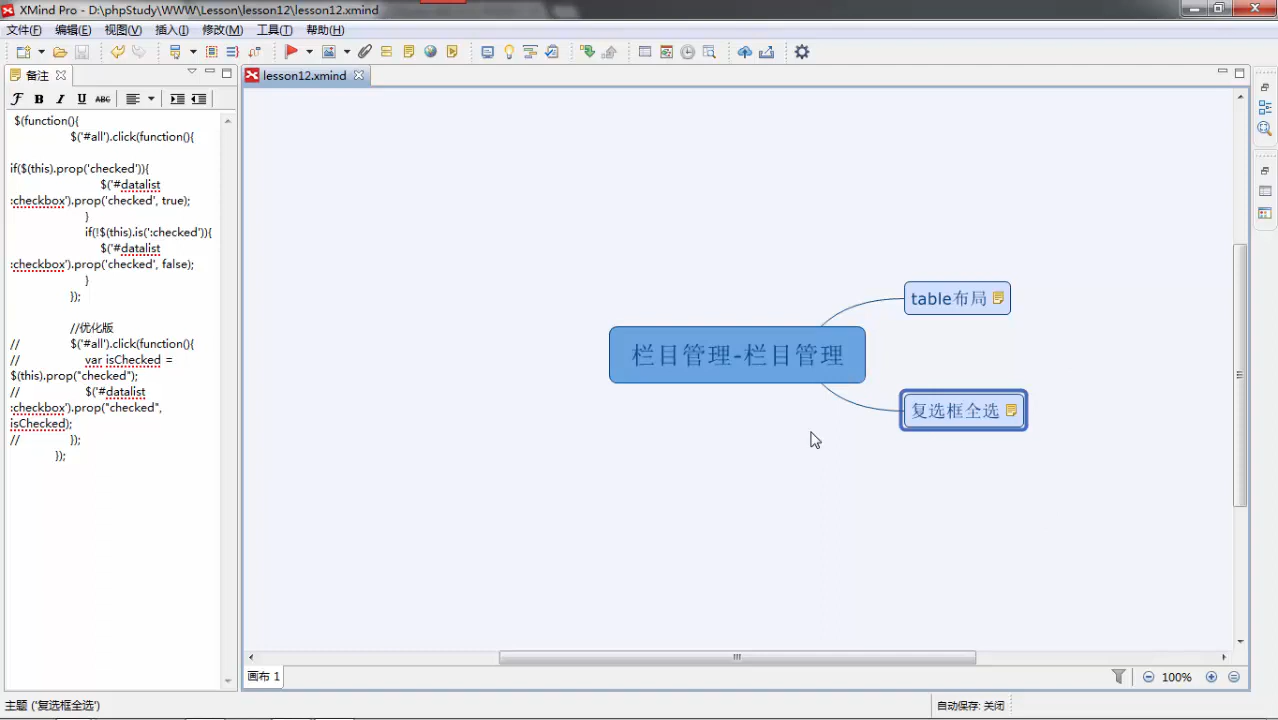 XMind Pro - D:\phpStudy\WWW\Lesson\lesson12\lesson12.xmind
文件(F) 编辑(E) 视图(V) 插入(I) 修改(M) 工具(T) 帮助(H)
备注
lesson12.xmind
B I U ABC
$(function(){
$('#all').click(function(){
if($(this).prop('checked')){
$('#datalist
:checkbox').prop('checked', true);
}
if(!$(this).is(':checked')){
$('#datalist
:checkbox').prop('checked', false);
}
});
//优化版
// $('#all').click(function(){
// var isChecked =
$(this).prop("checked");
// $('#datalist
:checkbox').prop("checked",
isChecked);
// });
});
table布局
栏目管理-栏目管理
复选框全选
画布 1
100%
主题 ('复选框全选')
自动保存: 关闭